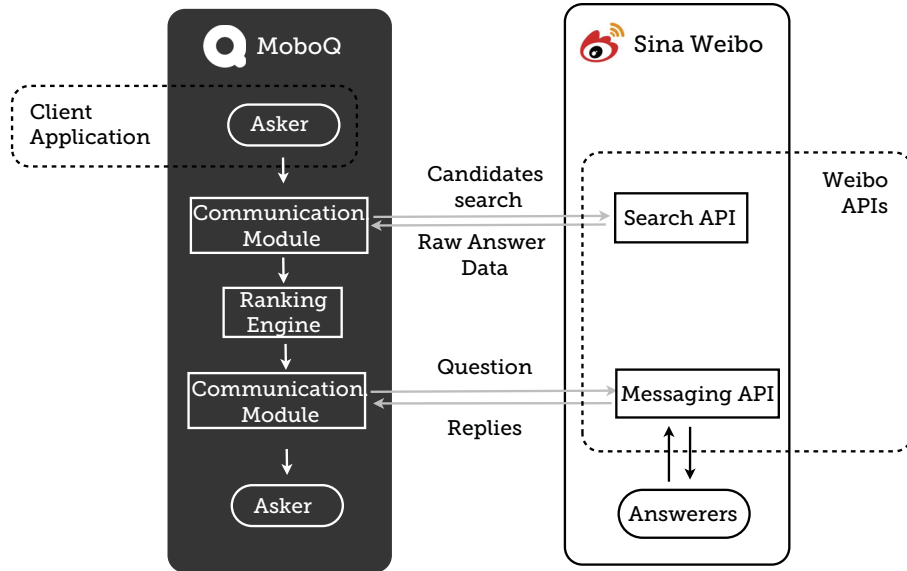 MoboQ
Sina Weibo
Client
Application
Asker
Candidates
search
Weibo
APIs
Communication
Module
Search API
Raw Answer
Data
Ranking
Engine
Question
Communication
Module
Messaging API
Replies
Asker
Answerers